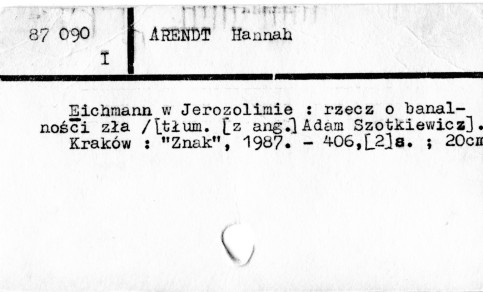 87 090
I
ARENDT Hannah
Eichmann w Jerozolimie : rzecz o banal-
ności zła /[tłum. [z ang.] Adam Szotkiewicz].
Kraków : "Znak", 1987. - 406,[2]s. ; 20cm